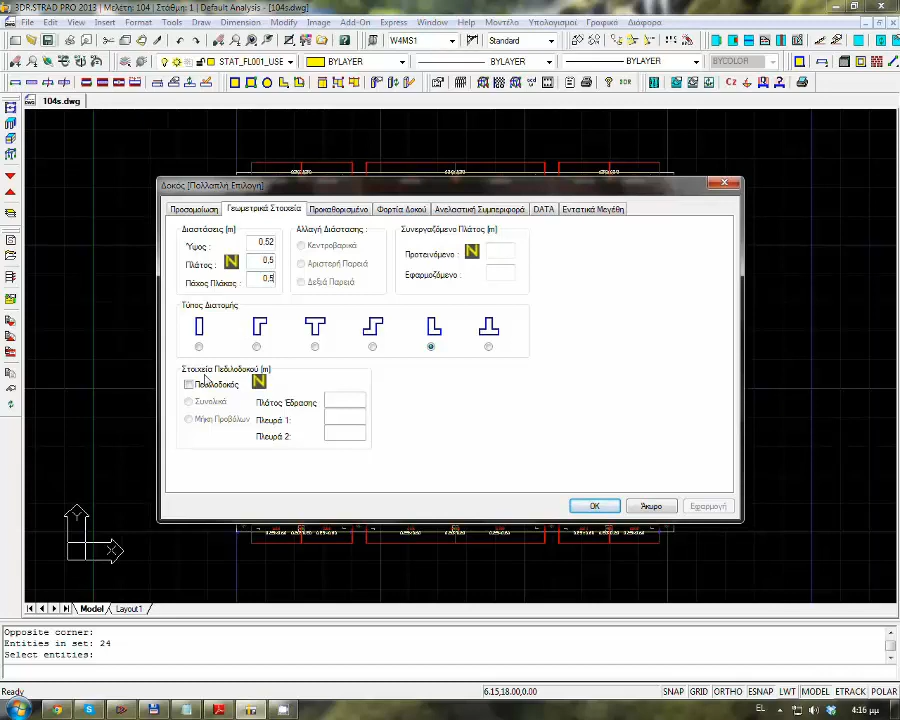 3DR.STRAD PRO 2013 | Μελέτη: 104 | Στάθμη: 1 | Default Analysis - [104s.dwg]
File Edit View Insert Format Tools Draw Dimension Modify Image Add-On Express Window Help Μοντέλο Υπολογισμοί Γραφικά Διάφορα
W4MS1 Standard
STAT_FL001_USE BYLAYER BYLAYER BYLAYER BYCOLOR
104s.dwg
Δοκός [Πολλαπλή Επιλογή]
Προσομοίωση Γεωμετρικά Στοιχεία Προκαθορισμένο Φορτία Δοκού Ανελαστική Συμπεριφορά DATA Εντατικά Μεγέθη
Διαστάσεις [m] Αλλαγή Διάστασης : Συνεργαζόμενο Πλάτος [m]
Ύψος : 0.52 Κεντροβαρικά
Προτεινόμενο : N
Πλάτος : N 0,5 Αριστερή Παρειά
Εφαρμοζόμενο :
Πάχος Πλάκας : 0,5 Δεξιά Παρειά
Τύπος Διατομής
Στοιχεία Πεδιλοδοκού [m]
Πεδιλοδοκός N
Συνολικά Πλάτος Έδρασης
Μήκη Προβόλων Πλευρά 1:
Πλευρά 2:
OK Άκυρο Εφαρμογή
Y
X
Model Layout1
Opposite corner:
Entities in set: 24
Select entities:
Ready 6.15,18.00,0.00 SNAP GRID ORTHO ESNAP LWT MODEL ETRACK POLAR
EL 4:16 μμ